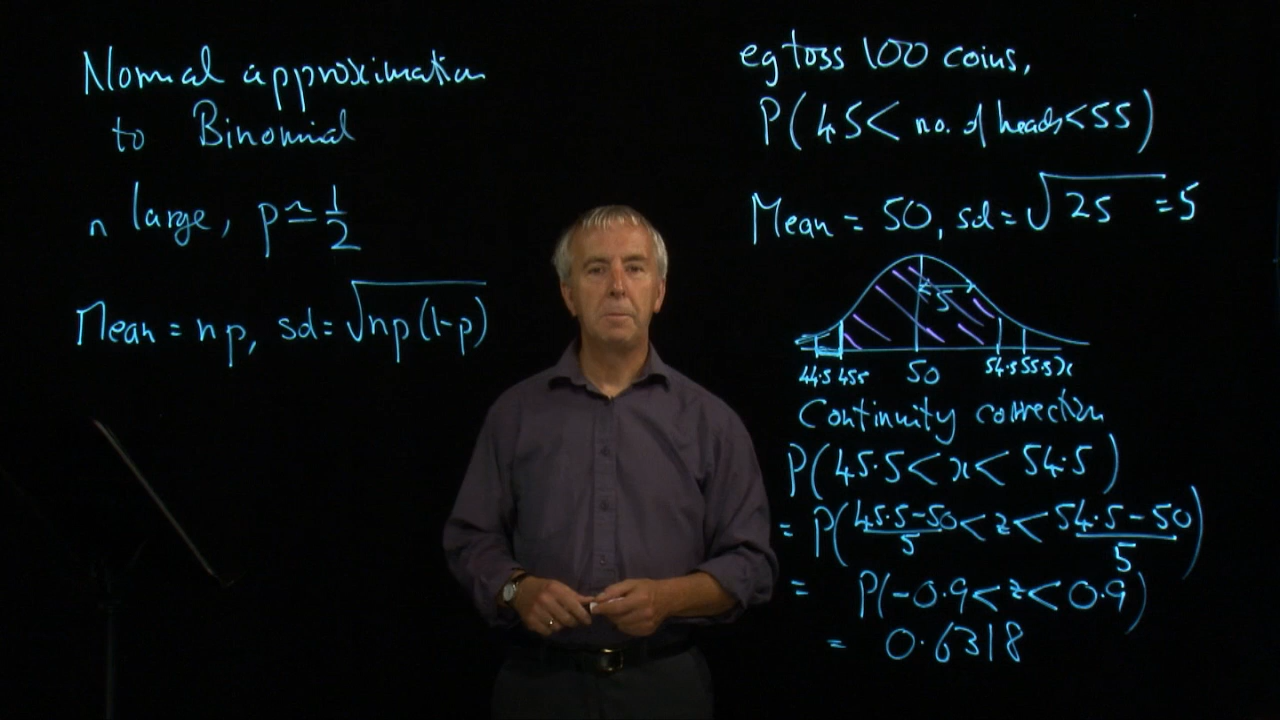 Normal approximation
to Binomial
n large, p ≃ 1/2
Mean = np, sd = √np(1-p)
eg toss 100 coins,
P(45 < no. of heads < 55)
Mean = 50, sd = √25 = 5
5
44.5 45.5 50 54.5 55.5 x
Continuity correction
P(45.5 < x < 54.5)
= P((45.5-50)/5 < z < (54.5-50)/5)
= P(-0.9 < z < 0.9)
= 0.6318